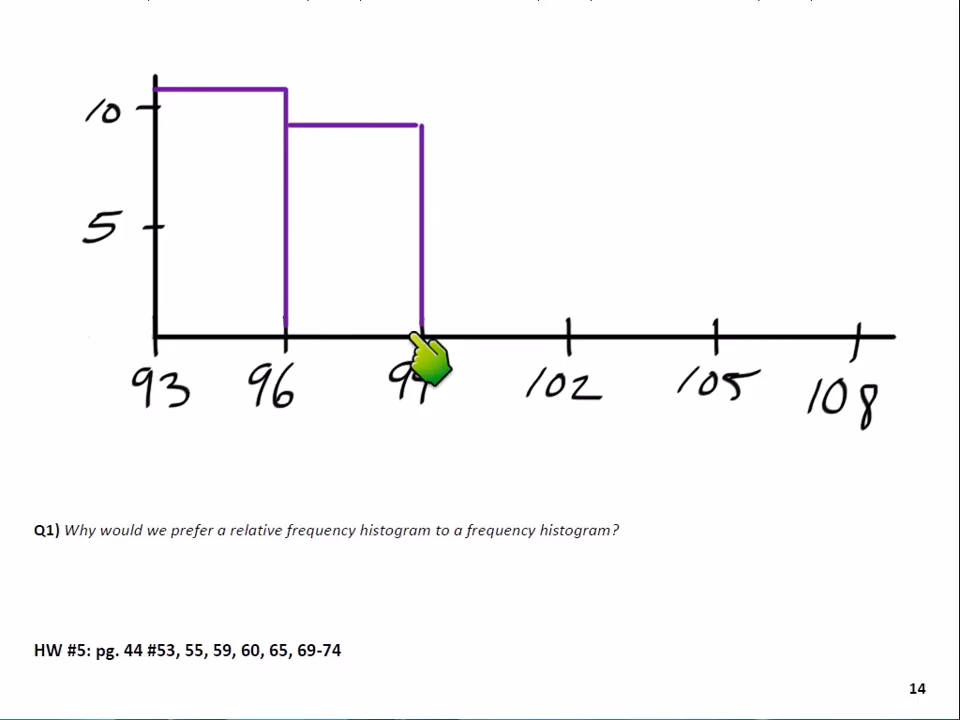 10
5
93 96 99 102 105 108
Q1) Why would we prefer a relative frequency histogram to a frequency histogram?
HW #5: pg. 44 #53, 55, 59, 60, 65, 69-74
14